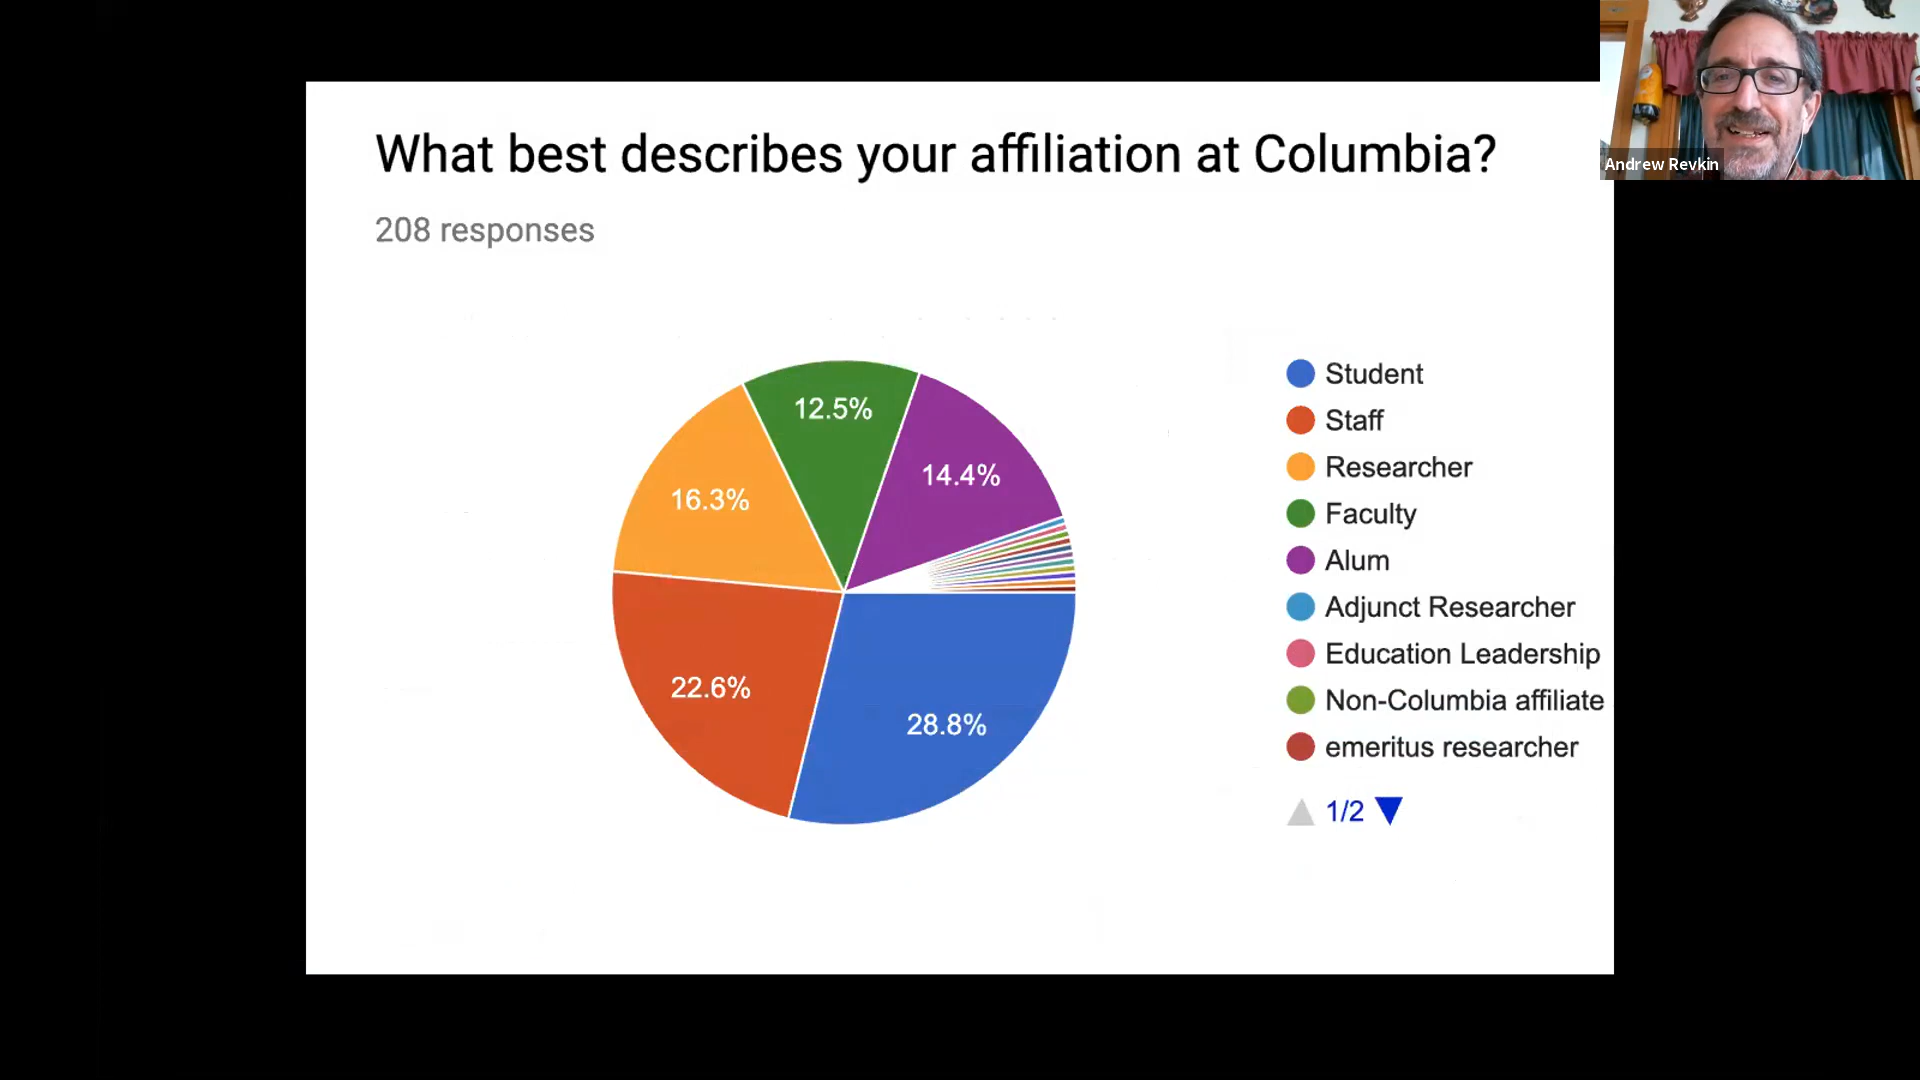 What best describes your affiliation at Columbia?
208 responses
12.5%
14.4%
16.3%
22.6%
28.8%
Student
Staff
Researcher
Faculty
Alum
Adjunct Researcher
Education Leadership
Non-Columbia affiliate
emeritus researcher
1/2
Andrew Revkin